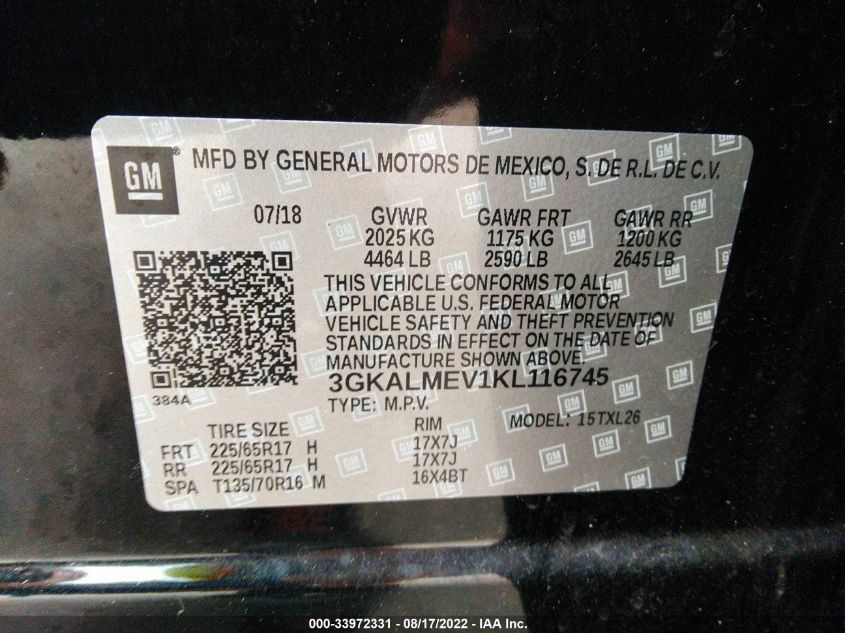 GM ® MFD BY GENERAL MOTORS DE MEXICO, S. DE R.L. DE C.V.
07/18 GVWR GAWR FRT GAWR RR
2025 KG 1175 KG 1200 KG
4464 LB 2590 LB 2645 LB
THIS VEHICLE CONFORMS TO ALL
APPLICABLE U.S. FEDERAL MOTOR
VEHICLE SAFETY AND THEFT PREVENTION
STANDARDS IN EFFECT ON THE DATE OF
MANUFACTURE SHOWN ABOVE.
3GKALMEV1KL116745
384A
TYPE: M.P.V. MODEL: 15TXL26
TIRE SIZE RIM
FRT 225/65R17 H 17X7J
RR 225/65R17 H 17X7J
SPA T135/70R16 M 16X4BT
000-33972331 - 08/17/2022 - IAA Inc.